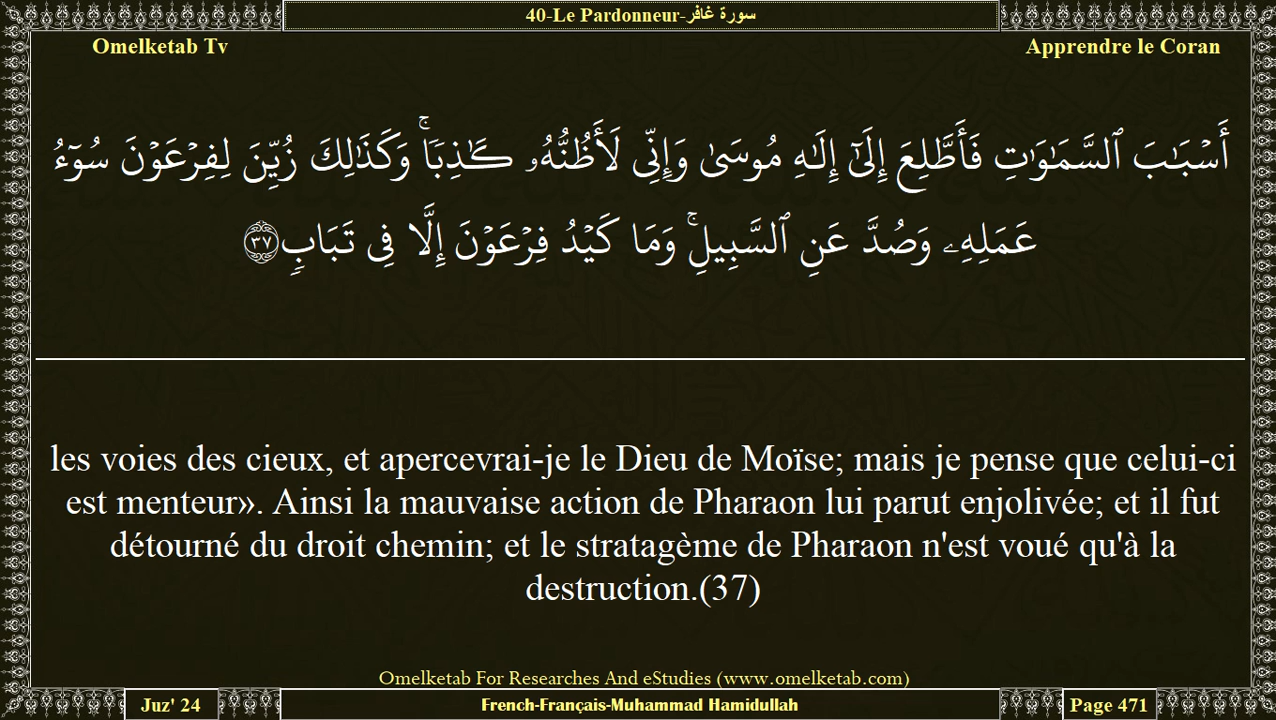 40-Le Pardonneur-سورة غافر
Omelketab Tv
Apprendre le Coran
أَسْبَٰبَ ٱلسَّمَٰوَٰتِ فَأَطَّلِعَ إِلَىٰٓ إِلَٰهِ مُوسَىٰ وَإِنِّى لَأَظُنُّهُۥ كَٰذِبًا ۚ وَكَذَٰلِكَ زُيِّنَ لِفِرْعَوْنَ سُوٓءُ
عَمَلِهِۦ وَصُدَّ عَنِ ٱلسَّبِيلِ ۚ وَمَا كَيْدُ فِرْعَوْنَ إِلَّا فِى تَبَابٍ ٣٧
les voies des cieux, et apercevrai-je le Dieu de Moïse; mais je pense que celui-ci
est menteur». Ainsi la mauvaise action de Pharaon lui parut enjolivée; et il fut
détourné du droit chemin; et le stratagème de Pharaon n'est voué qu'à la
destruction.(37)
Omelketab For Researches And eStudies (www.omelketab.com)
Juz' 24
French-Français-Muhammad Hamidullah
Page 471